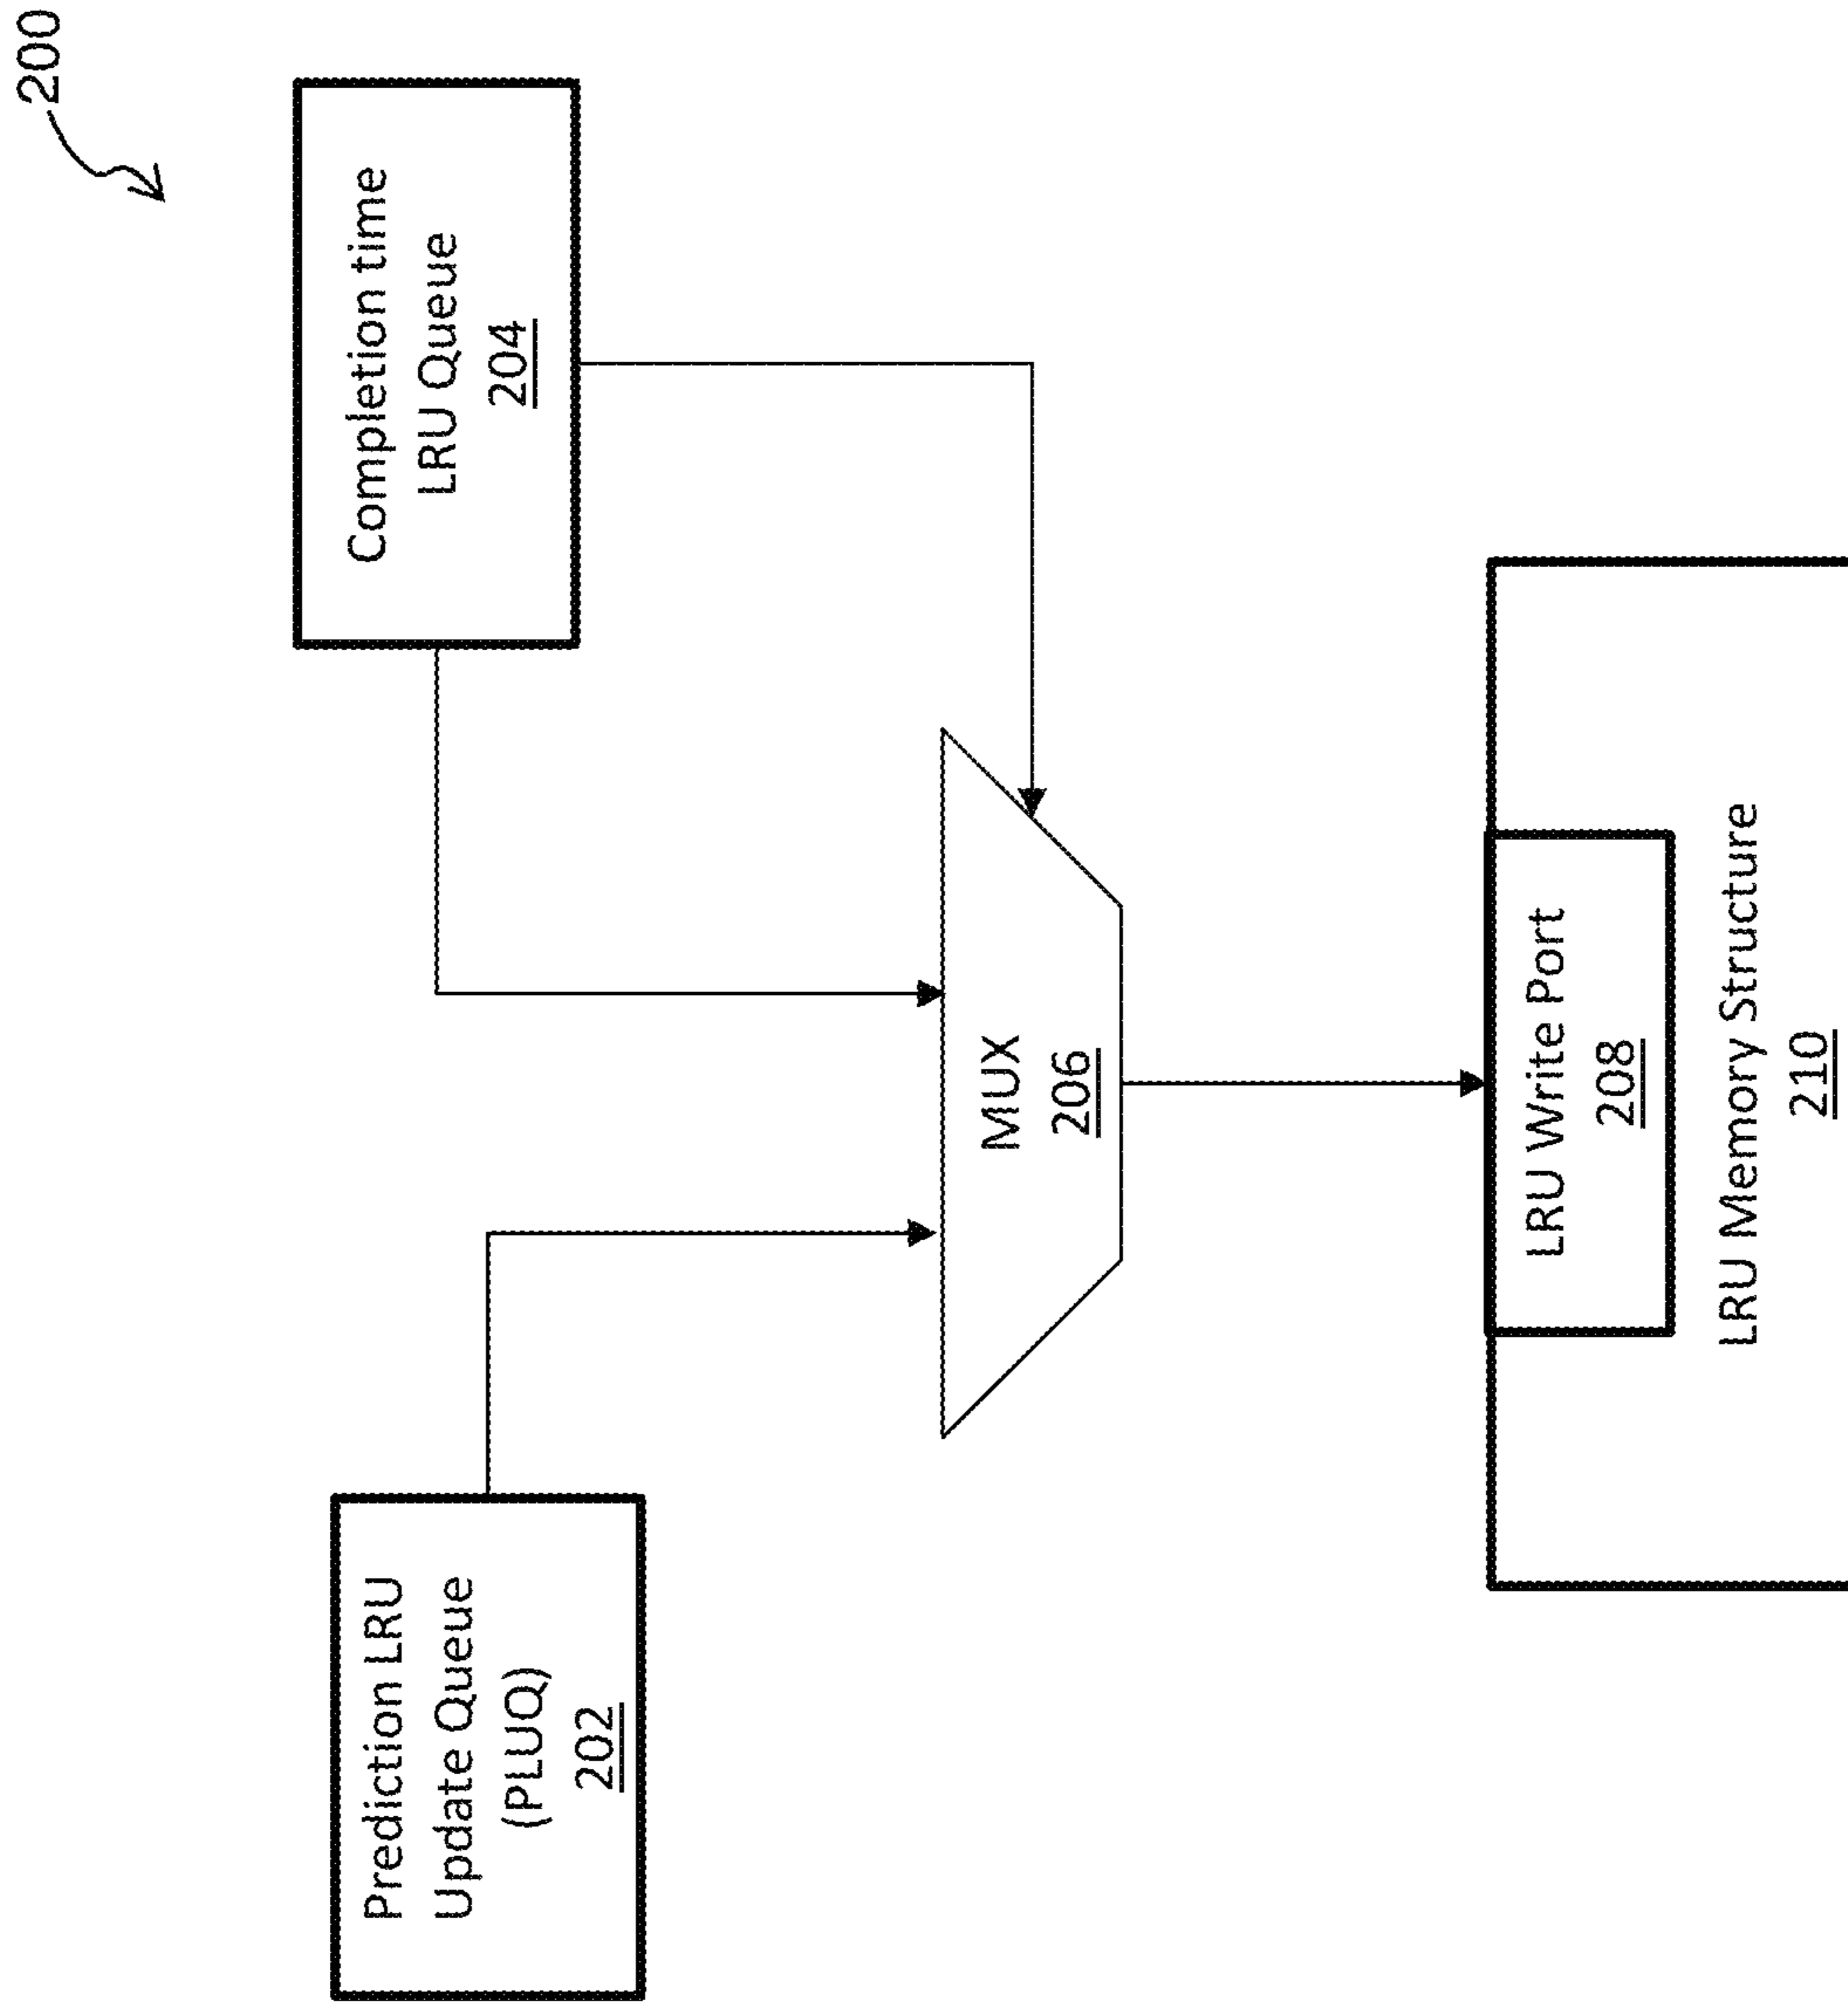 200
Prediction LRU
Update Queue
(PLUQ)
202
Completion time
LRU Queue
204
MUX
206
LRU Write Port
208
LRU Memory Structure
210